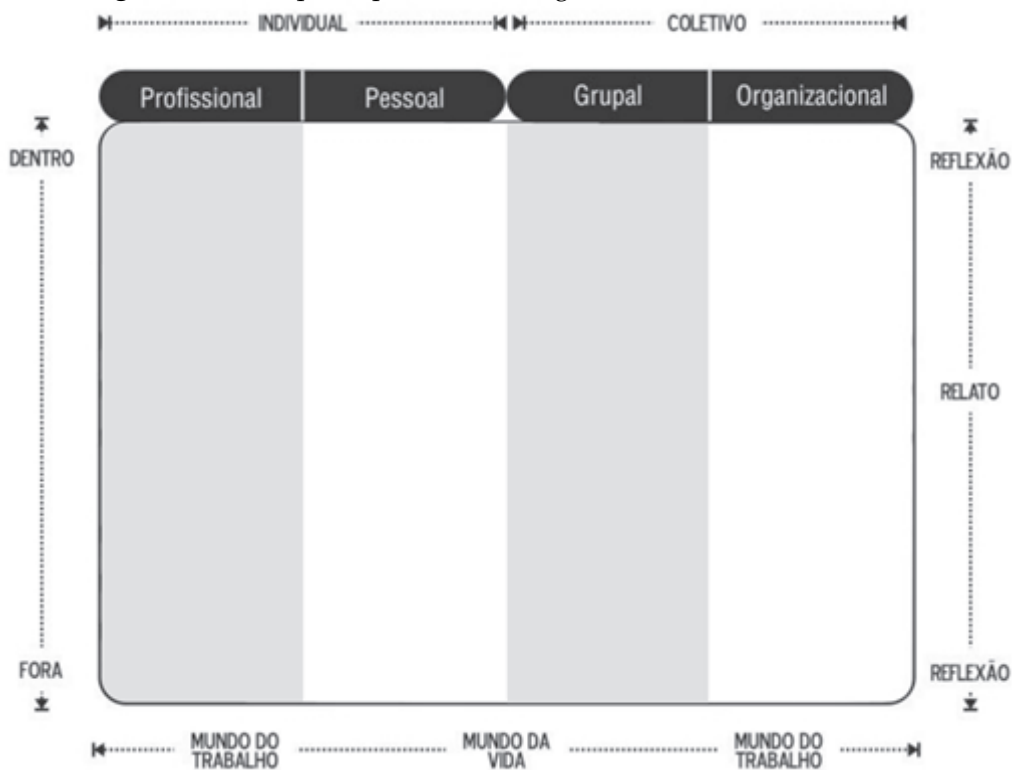 INDIVIDUAL COLETIVO
Profissional Pessoal Grupal Organizacional
DENTRO REFLEXÃO
RELATO
FORA REFLEXÃO
MUNDO DO TRABALHO MUNDO DA VIDA MUNDO DO TRABALHO